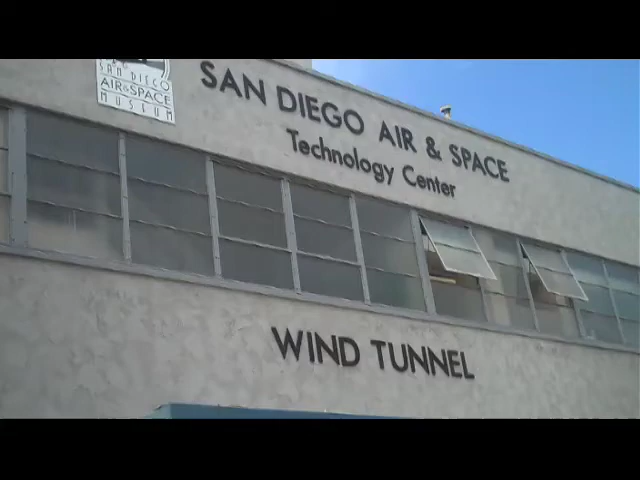 SAN DIEGO
AIR & SPACE
MUSEUM
SAN DIEGO AIR & SPACE
Technology Center
WIND TUNNEL